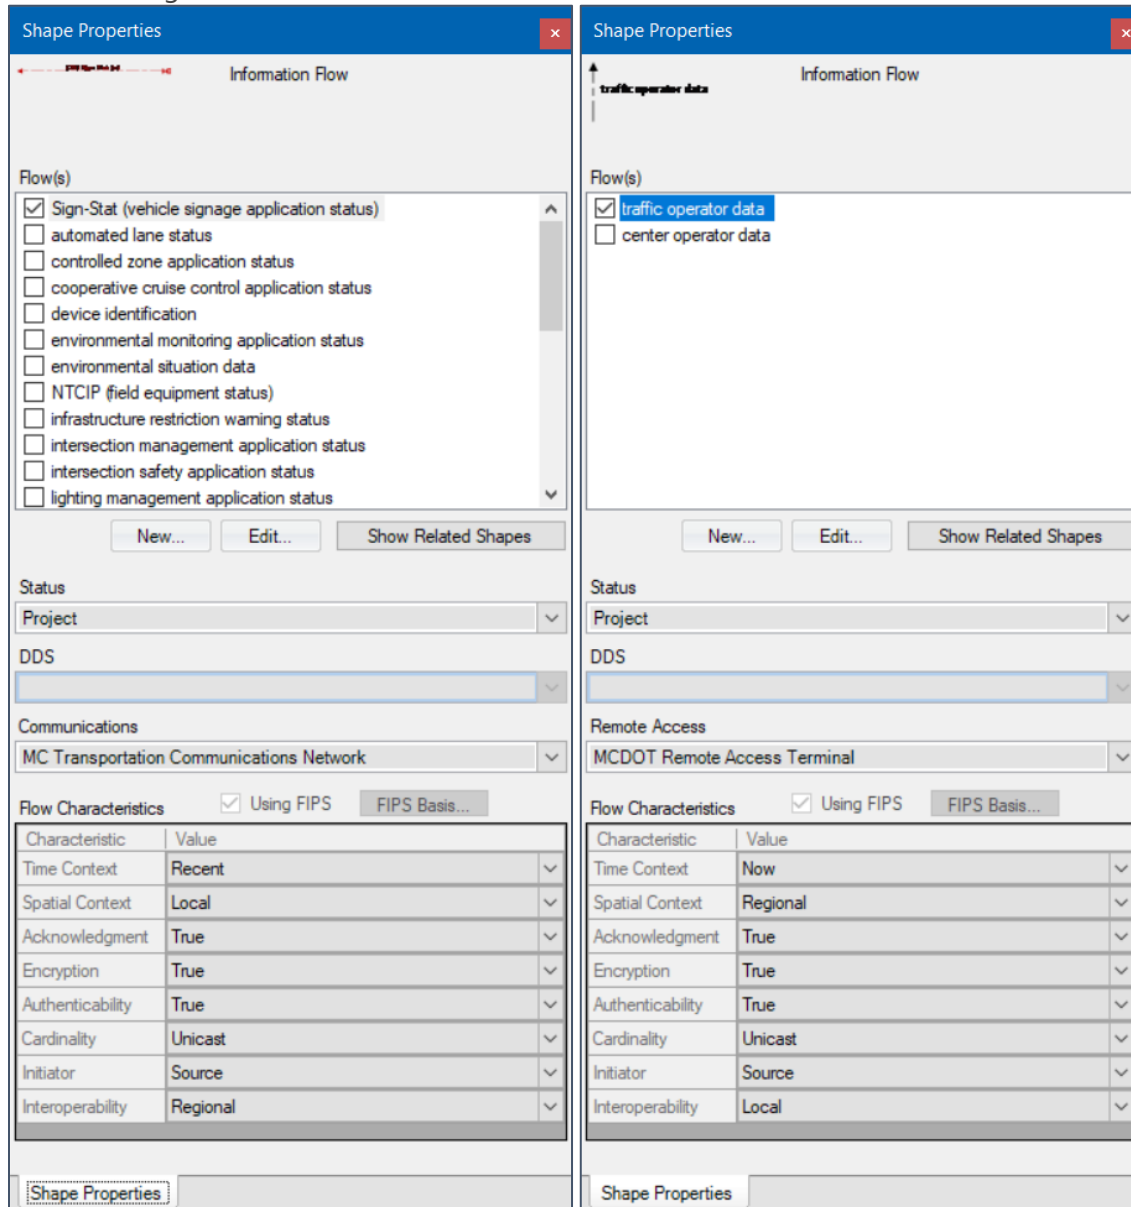 Shape Properties
Information Flow
Flow(s)
Sign-Stat (vehicle signage application status)
automated lane status
controlled zone application status
cooperative cruise control application status
device identification
environmental monitoring application status
environmental situation data
NTCIP (field equipment status)
infrastructure restriction warning status
intersection management application status
intersection safety application status
lighting management application status
New... Edit... Show Related Shapes
Status
Project
DDS
Communications
MC Transportation Communications Network
Flow Characteristics Using FIPS FIPS Basis...
Characteristic Value
Time Context Recent
Spatial Context Local
Acknowledgment True
Encryption True
Authenticability True
Cardinality Unicast
Initiator Source
Interoperability Regional
Shape Properties
Shape Properties
Information Flow
traffic operator data
Flow(s)
traffic operator data
center operator data
New... Edit... Show Related Shapes
Status
Project
DDS
Remote Access
MCDOT Remote Access Terminal
Flow Characteristics Using FIPS FIPS Basis...
Characteristic Value
Time Context Now
Spatial Context Regional
Acknowledgment True
Encryption True
Authenticability True
Cardinality Unicast
Initiator Source
Interoperability Local
Shape Properties